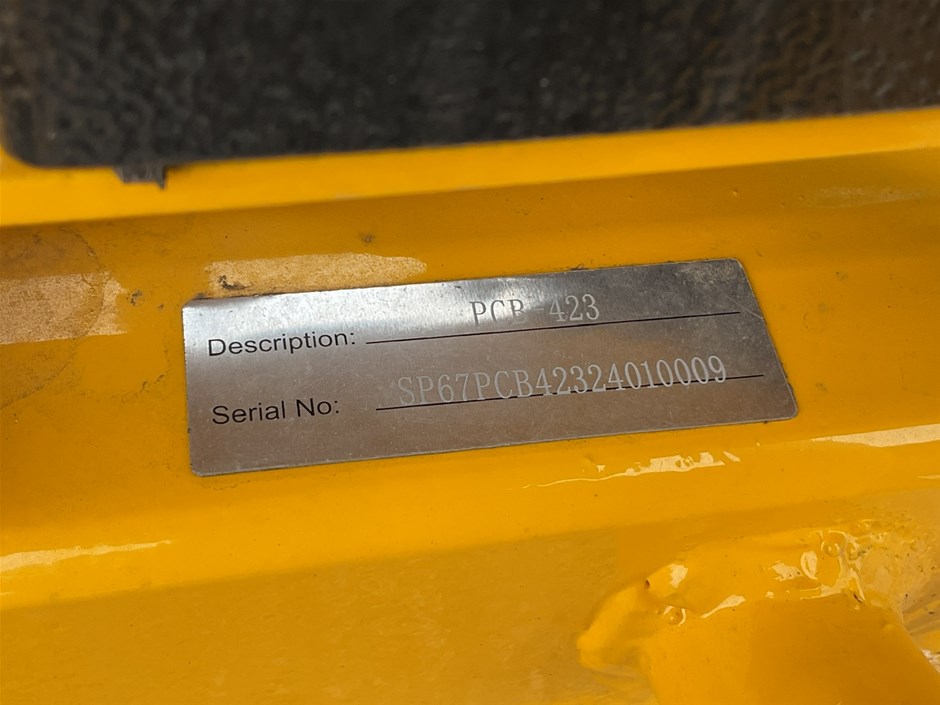 Description: PCB-423
Serial No: SP67PCB42324010009